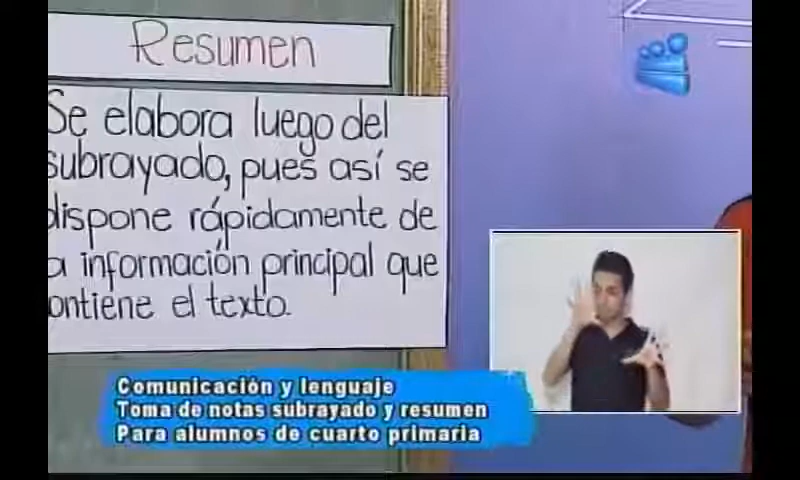 Resumen
Se elabora luego del
subrayado, pues así se
dispone rápidamente de
a información principal que
ontiene el texto.
Comunicación y lenguaje
Toma de notas subrayado y resumen
Para alumnos de cuarto primaria